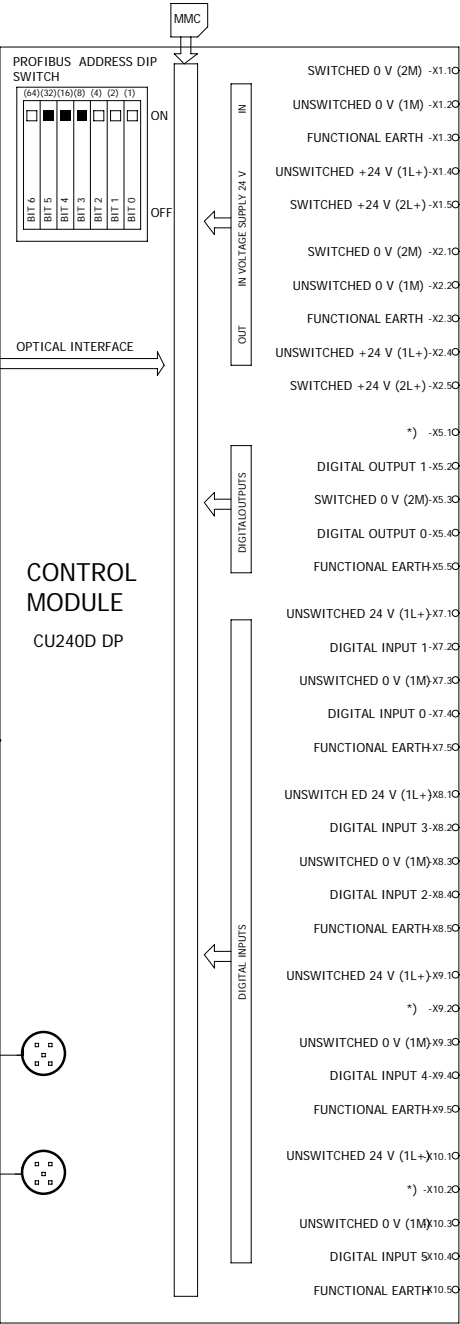 MMC
PROFIBUS ADDRESS DIP
SWITCH
(64)(32)(16)(8) (4) (2) (1)
ON
OFF
BIT 6
BIT 5
BIT 4
BIT 3
BIT 2
BIT 1
BIT 0
OPTICAL INTERFACE
CONTROL
MODULE
CU240D DP
IN
IN VOLTAGE SUPPLY 24 V
OUT
DIGITALOUTPUTS
DIGITAL INPUTS
SWITCHED 0 V (2M) -X1.1
UNSWITCHED 0 V (1M) -X1.2
FUNCTIONAL EARTH -X1.3
UNSWITCHED +24 V (1L+) -X1.4
SWITCHED +24 V (2L+) -X1.5
SWITCHED 0 V (2M) -X2.1
UNSWITCHED 0 V (1M) -X2.2
FUNCTIONAL EARTH -X2.3
UNSWITCHED +24 V (1L+) -X2.4
SWITCHED +24 V (2L+) -X2.5
*) -X5.1
DIGITAL OUTPUT 1 -X5.2
SWITCHED 0 V (2M) -X5.3
DIGITAL OUTPUT 0 -X5.4
FUNCTIONAL EARTH -X5.5
UNSWITCHED 24 V (1L+) -X7.1
DIGITAL INPUT 1 -X7.2
UNSWITCHED 0 V (1M) -X7.3
DIGITAL INPUT 0 -X7.4
FUNCTIONAL EARTH -X7.5
UNSWITCH ED 24 V (1L+) -X8.1
DIGITAL INPUT 3 -X8.2
UNSWITCHED 0 V (1M) -X8.3
DIGITAL INPUT 2 -X8.4
FUNCTIONAL EARTH -X8.5
UNSWITCHED 24 V (1L+) -X9.1
*) -X9.2
UNSWITCHED 0 V (1M) -X9.3
DIGITAL INPUT 4 -X9.4
FUNCTIONAL EARTH -X9.5
UNSWITCHED 24 V (1L+) -X10.1
*) -X10.2
UNSWITCHED 0 V (1M) -X10.3
DIGITAL INPUT 5 -X10.4
FUNCTIONAL EARTH -X10.5